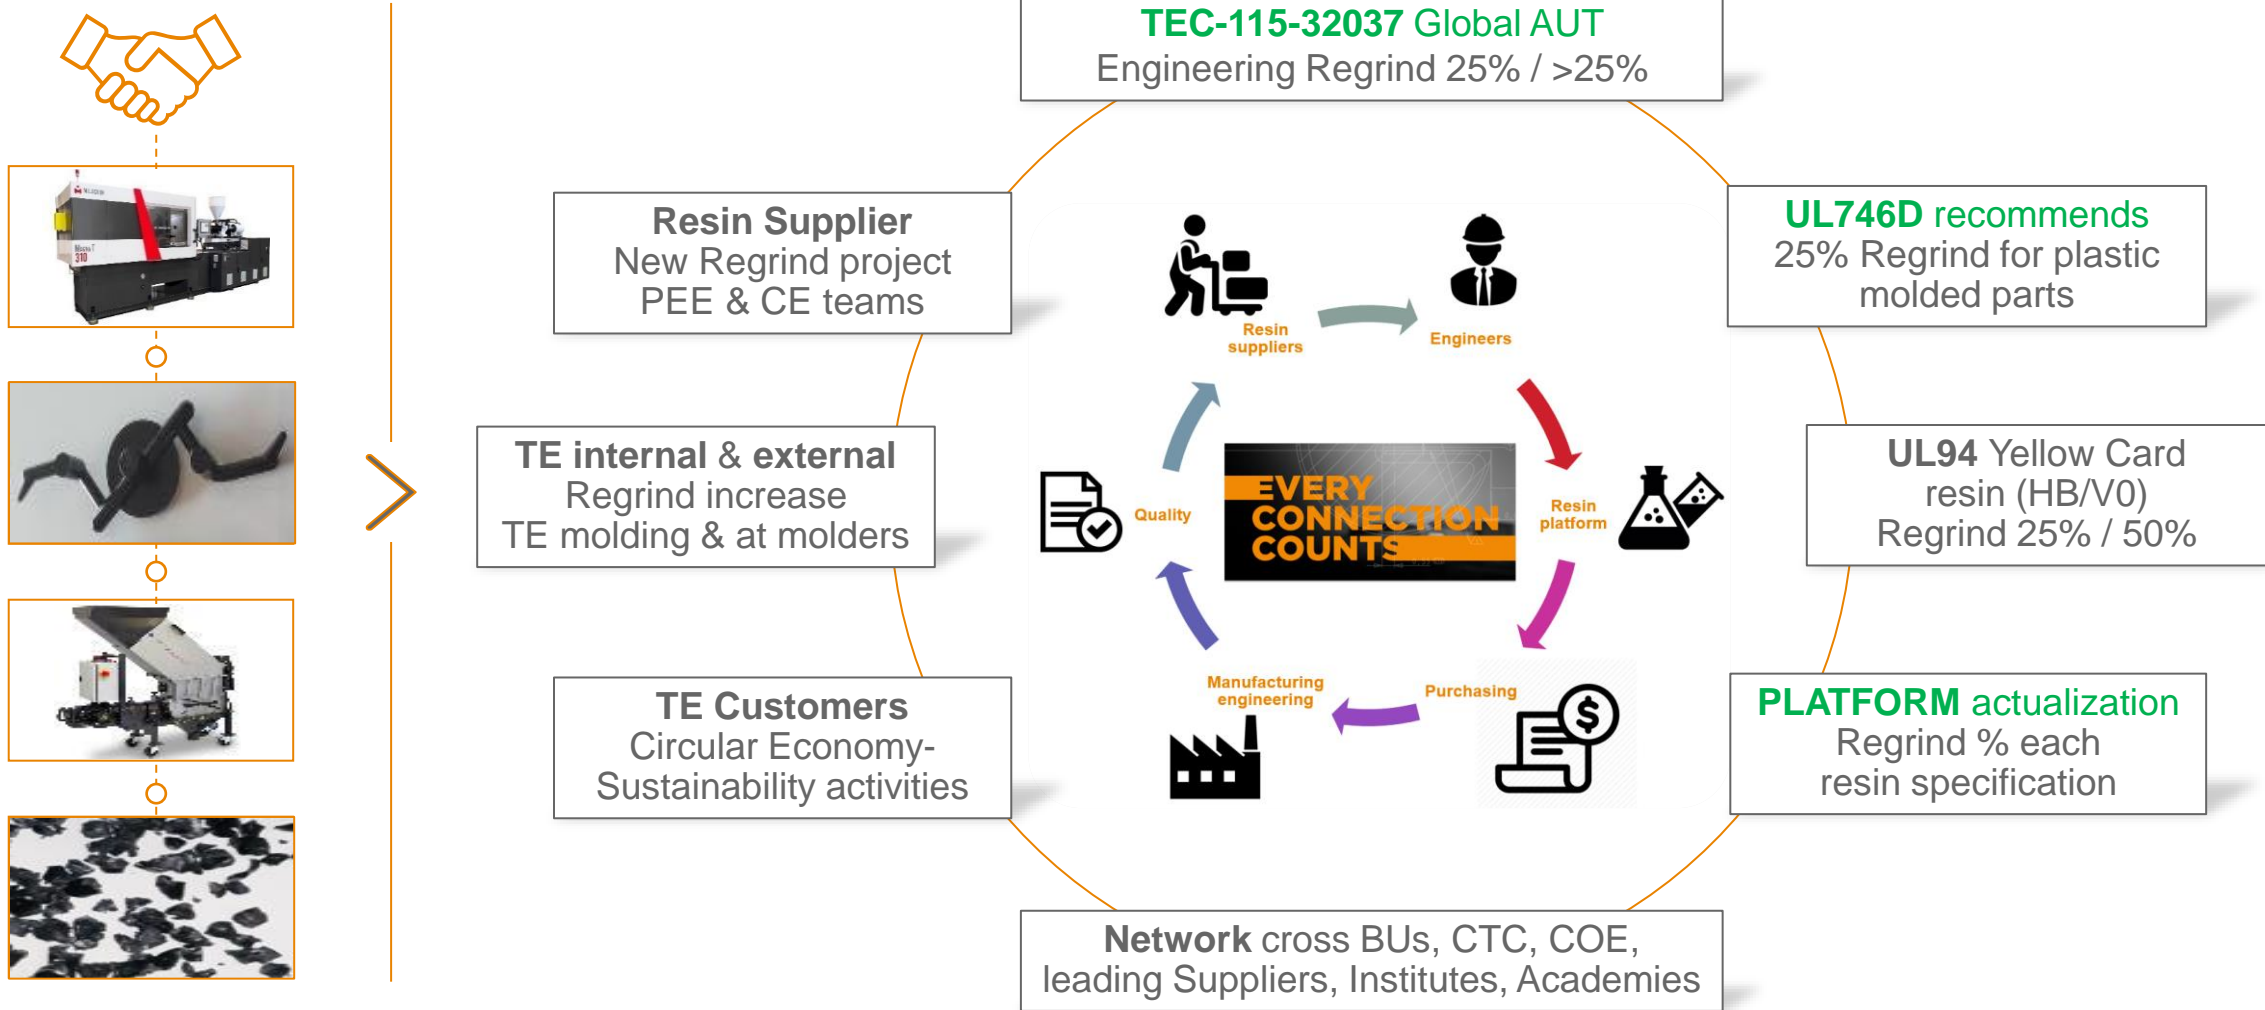 TEC-115-32037 Global AUT
Engineering Regrind 25% / >25%
Resin Supplier
New Regrind project
PEE & CE teams
UL746D recommends
25% Regrind for plastic
molded parts
TE internal & external
Regrind increase
TE molding & at molders
UL94 Yellow Card
resin (HB/V0)
Regrind 25% / 50%
TE Customers
Circular Economy-
Sustainability activities
PLATFORM actualization
Regrind % each
resin specification
Network cross BUs, CTC, COE,
leading Suppliers, Institutes, Academies
Resin
suppliers
Engineers
Resin
platform
Purchasing
Manufacturing
engineering
Quality
EVERY
CONNECTION
COUNTS
$
310